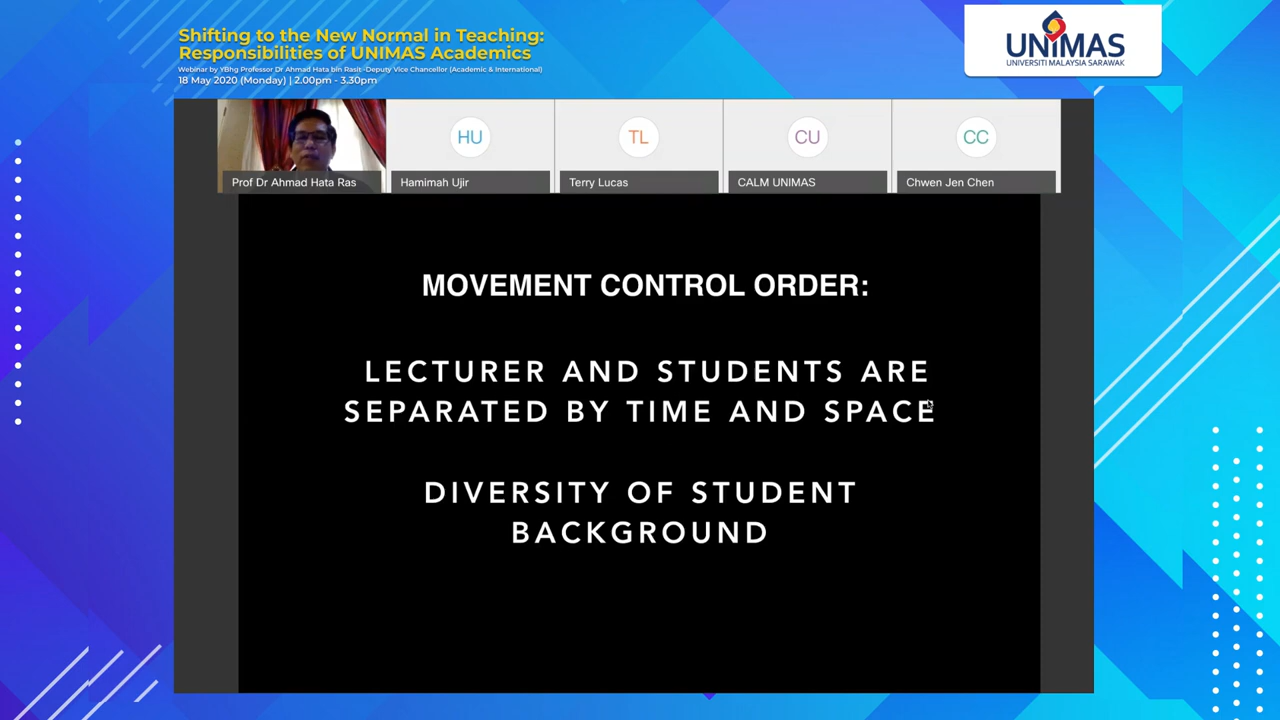 Shifting to the New Normal in Teaching:
Responsibilities of UNIMAS Academics
Webinar by YBhg Professor Dr Ahmad Hata bin Rasit-Deputy Vice Chancellor (Academic & International)
18 May 2020 (Monday) | 2.00pm - 3.30pm
UNIMAS
UNIVERSITI MALAYSIA SARAWAK
HU
TL
CU
CC
Prof Dr Ahmad Hata Ras
Hamimah Ujir
Terry Lucas
CALM UNIMAS
Chwen Jen Chen
MOVEMENT CONTROL ORDER:
LECTURER AND STUDENTS ARE
SEPARATED BY TIME AND SPACE
DIVERSITY OF STUDENT
BACKGROUND